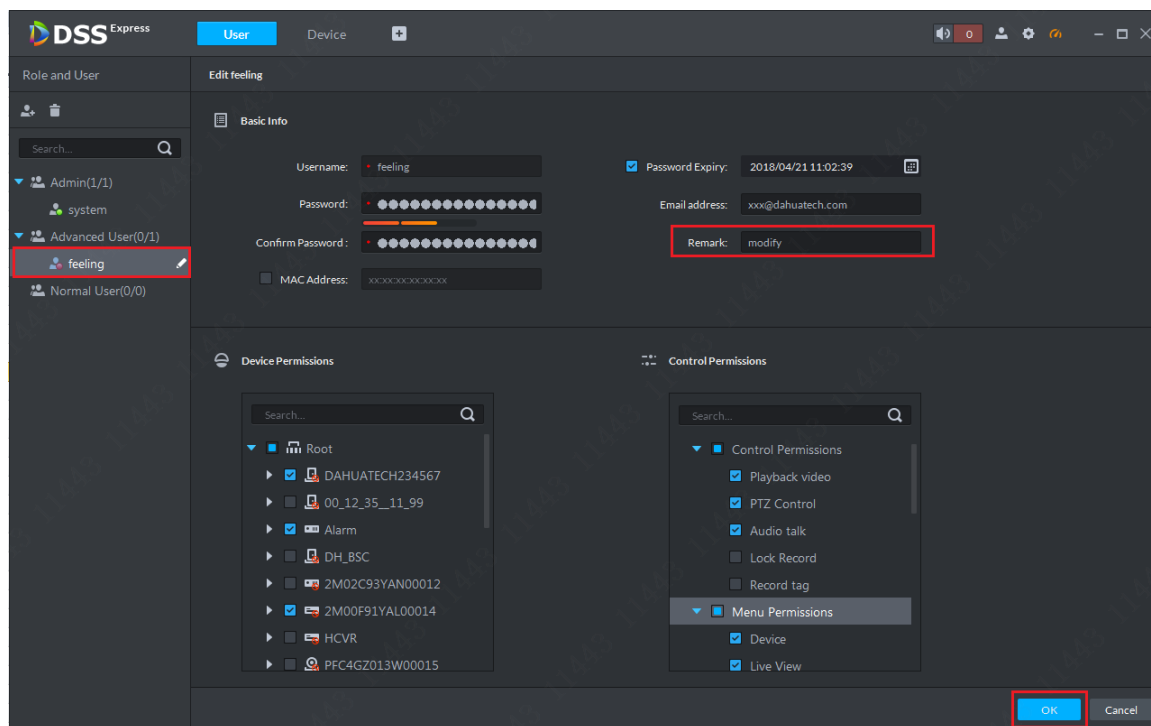 DSS Express
User
Device
0
Role and User
Edit feeling
Search...
Admin(1/1)
system
Advanced User(0/1)
feeling
Normal User(0/0)
Basic Info
Username:
* feeling
Password:
*
Confirm Password :
*
MAC Address:
xx:xx:xx:xx:xx:xx
Password Expiry:
2018/04/21 11:02:39
Email address:
xxx@dahuatech.com
Remark:
modify
Device Permissions
Search...
Root
DAHUATECH234567
00_12_35__11_99
Alarm
DH_BSC
2M02C93YAN00012
2M00F91YAL00014
HCVR
PFC4GZ013W00015
Control Permissions
Search...
Control Permissions
Playback video
PTZ Control
Audio talk
Lock Record
Record tag
Menu Permissions
Device
Live View
OK
Cancel
11443